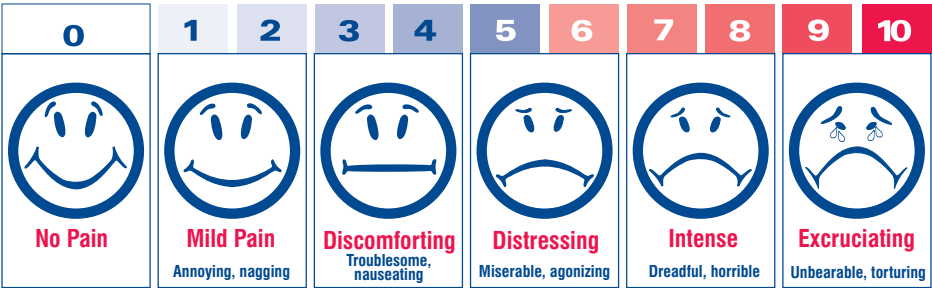 0 1 2 3 4 5 6 7 8 9 10
No Pain
Mild Pain
Annoying, nagging
Discomforting
Troublesome,
nauseating
Distressing
Miserable, agonizing
Intense
Dreadful, horrible
Excruciating
Unbearable, torturing